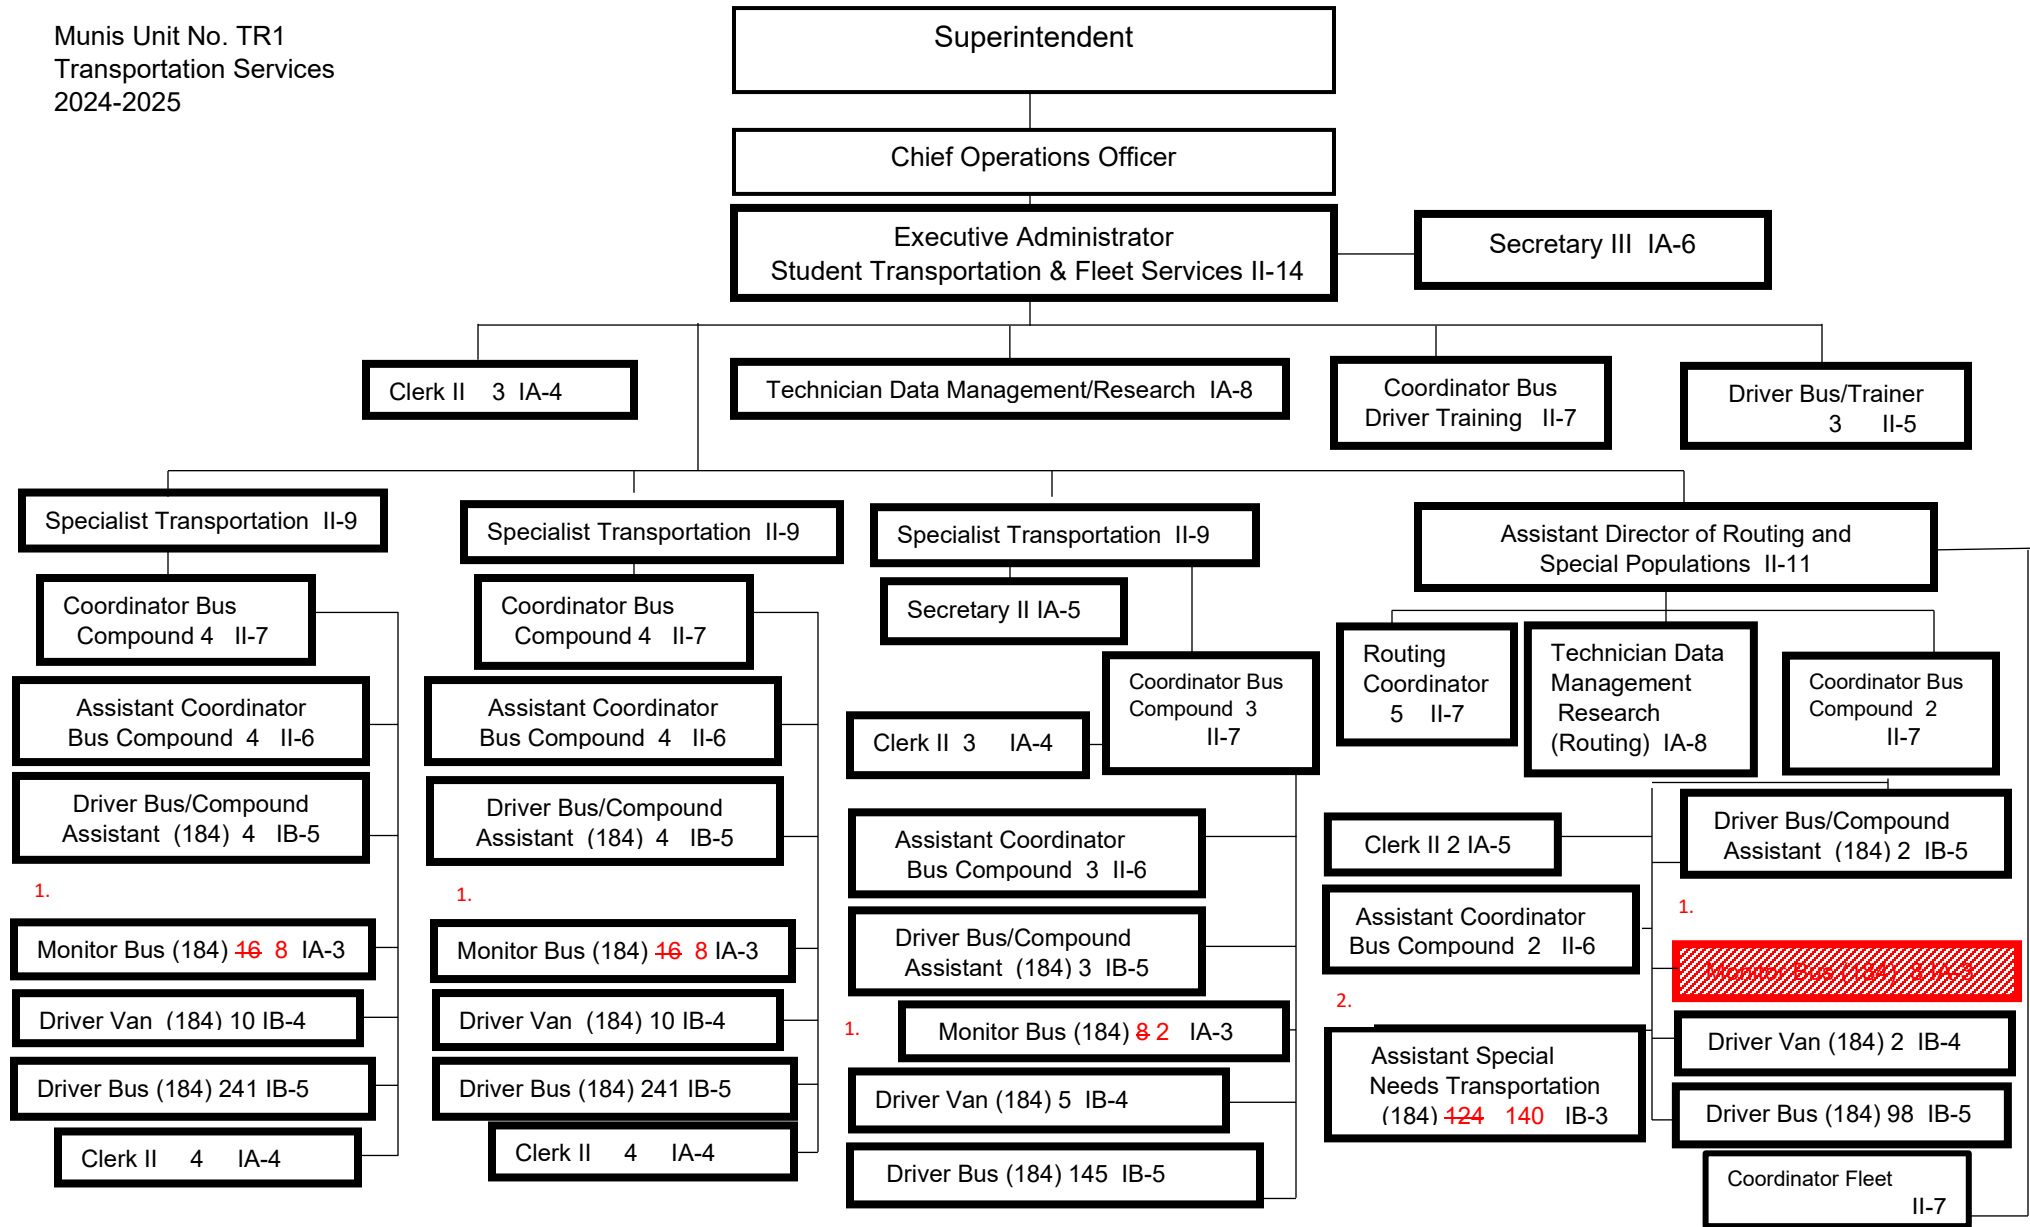 Munis Unit No. TR1
Transportation Services
2024-2025
Superintendent
Chief Operations Officer
Executive Administrator
Student Transportation & Fleet Services II-14
Secretary III IA-6
Clerk II 3 IA-4
Technician Data Management/Research IA-8
Coordinator Bus
Driver Training II-7
Driver Bus/Trainer
3 II-5
Specialist Transportation II-9
Coordinator Bus
Compound 4 II-7
Assistant Coordinator
Bus Compound 4 II-6
Driver Bus/Compound
Assistant (184) 4 IB-5
1.
Monitor Bus (184) 16 8 IA-3
Driver Van (184) 10 IB-4
Driver Bus (184) 241 IB-5
Clerk II 4 IA-4
Specialist Transportation II-9
Coordinator Bus
Compound 4 II-7
Assistant Coordinator
Bus Compound 4 II-6
Driver Bus/Compound
Assistant (184) 4 IB-5
1.
Monitor Bus (184) 16 8 IA-3
Driver Van (184) 10 IB-4
Driver Bus (184) 241 IB-5
Clerk II 4 IA-4
Specialist Transportation II-9
Secretary II IA-5
Coordinator Bus
Compound 3
II-7
Clerk II 3 IA-4
Assistant Coordinator
Bus Compound 3 II-6
Driver Bus/Compound
Assistant (184) 3 IB-5
1.
Monitor Bus (184) 8 2 IA-3
Driver Van (184) 5 IB-4
Driver Bus (184) 145 IB-5
Assistant Director of Routing and
Special Populations II-11
Routing
Coordinator
5 II-7
Technician Data
Management
Research
(Routing) IA-8
Coordinator Bus
Compound 2
II-7
Clerk II 2 IA-5
Assistant Coordinator
Bus Compound 2 II-6
2.
Assistant Special
Needs Transportation
(184) 124 140 IB-3
Driver Bus/Compound
Assistant (184) 2 IB-5
1.
Monitor Bus (184) 8 IA-3
Driver Van (184) 2 IB-4
Driver Bus (184) 98 IB-5
Coordinator Fleet
II-7